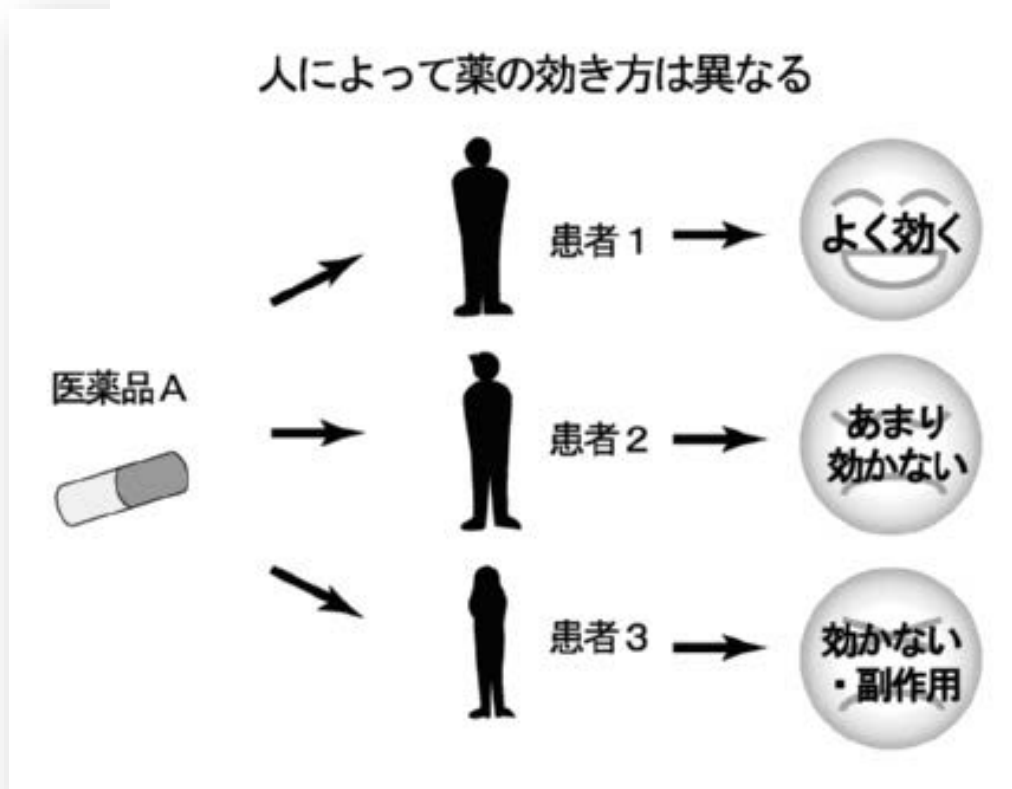 人によって薬の効き方は異なる
患者１
よく効く
医薬品Ａ
患者２
あまり
効かない
患者３
効かない
・副作用